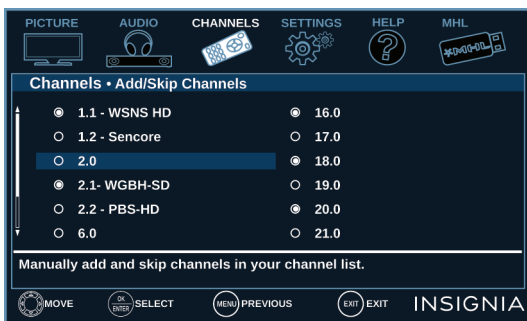 PICTURE AUDIO CHANNELS SETTINGS HELP MHL
MHL
Channels • Add/Skip Channels
1.1 - WSNS HD
1.2 - Sencore
2.0
2.1- WGBH-SD
2.2 - PBS-HD
6.0
16.0
17.0
18.0
19.0
20.0
21.0
Manually add and skip channels in your channel list.
MOVE OK ENTER SELECT MENU PREVIOUS EXIT EXIT INSIGNIA